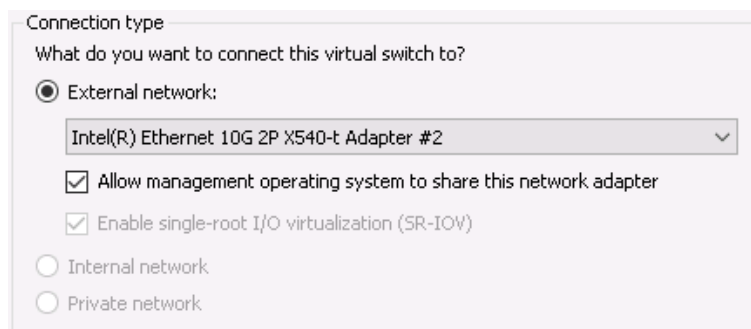 Connection type
What do you want to connect this virtual switch to?
External network:
Intel(R) Ethernet 10G 2P X540-t Adapter #2
Allow management operating system to share this network adapter
Enable single-root I/O virtualization (SR-IOV)
Internal network
Private network